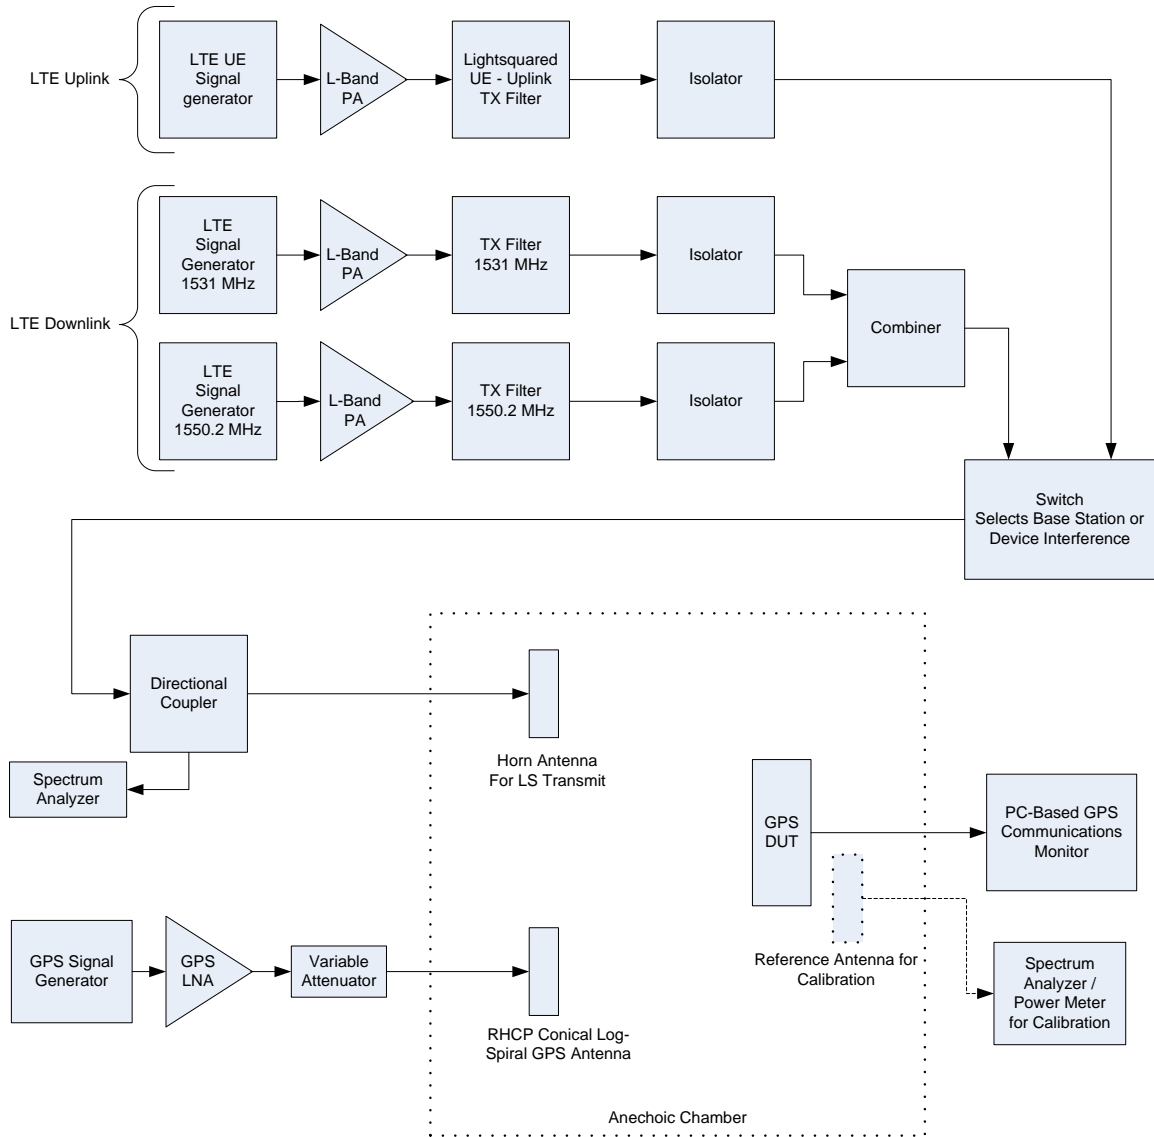 LTE Uplink
LTE UE
Signal
generator
L-Band
PA
Lightsquared
UE - Uplink
TX Filter
Isolator
LTE Downlink
LTE
Signal
Generator
1531 MHz
L-Band
PA
TX Filter
1531 MHz
Isolator
Combiner
LTE
Signal
Generator
1550.2 MHz
L-Band
PA
TX Filter
1550.2 MHz
Isolator
Switch
Selects Base Station or
Device Interference
Directional
Coupler
Spectrum
Analyzer
Horn Antenna
For LS Transmit
GPS
DUT
PC-Based GPS
Communications
Monitor
GPS Signal
Generator
GPS
LNA
Variable
Attenuator
RHCP Conical Log-
Spiral GPS Antenna
Reference Antenna for
Calibration
Spectrum
Analyzer /
Power Meter
for Calibration
Anechoic Chamber